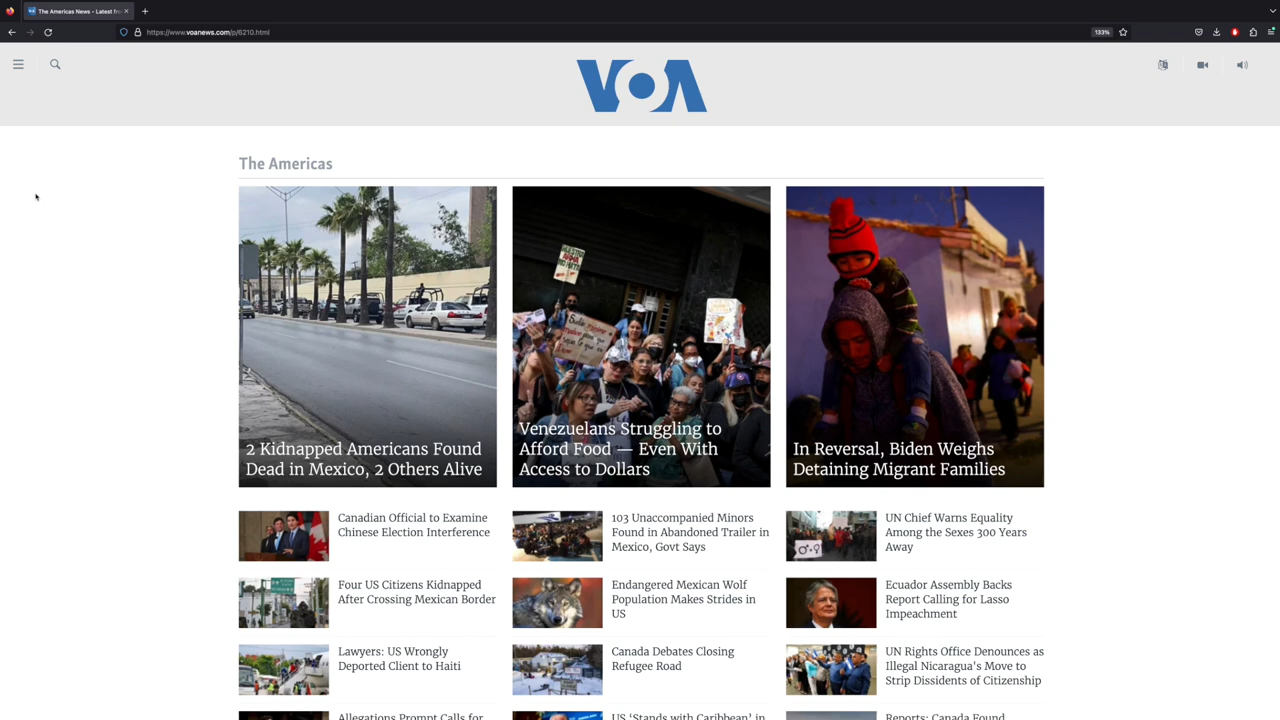 The Americas News - Latest fr
https://www.voanews.com/p/6210.html
133%
VOA
The Americas
2 Kidnapped Americans Found
Dead in Mexico, 2 Others Alive
Venezuelans Struggling to
Afford Food — Even With
Access to Dollars
In Reversal, Biden Weighs
Detaining Migrant Families
Canadian Official to Examine
Chinese Election Interference
103 Unaccompanied Minors
Found in Abandoned Trailer in
Mexico, Govt Says
UN Chief Warns Equality
Among the Sexes 300 Years
Away
Four US Citizens Kidnapped
After Crossing Mexican Border
Endangered Mexican Wolf
Population Makes Strides in
US
Ecuador Assembly Backs
Report Calling for Lasso
Impeachment
Lawyers: US Wrongly
Deported Client to Haiti
Canada Debates Closing
Refugee Road
UN Rights Office Denounces as
Illegal Nicaragua's Move to
Strip Dissidents of Citizenship
Allegations Prompt Calls for
US 'Stands with Caribbean' in
Reports: Canada Found